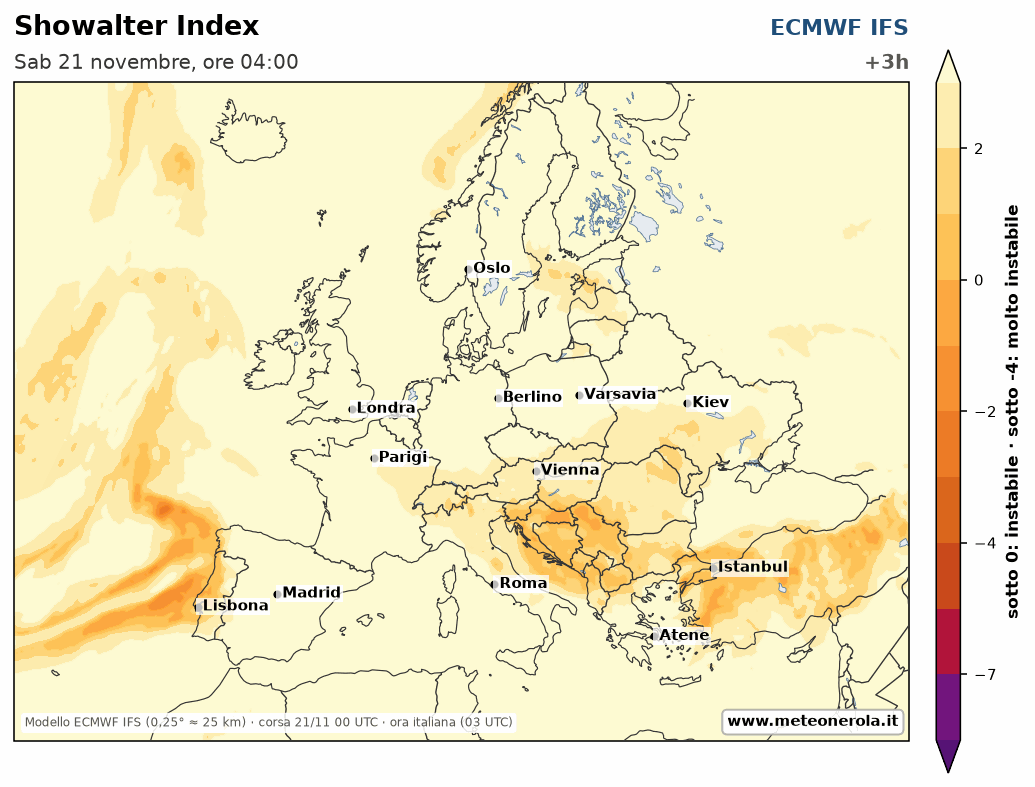 Showalter Index
ECMWF IFS
Sab 21 novembre, ore 04:00
+3h
Oslo
Londra
Berlino
Varsavia
Kiev
Parigi
Vienna
Istanbul
Roma
Madrid
Lisbona
Atene
2
0
−2
−4
−7
sotto 0: instabile · sotto -4: molto instabile
Modello ECMWF IFS (0,25° ≈ 25 km) · corsa 21/11 00 UTC · ora italiana (03 UTC)
www.meteonerola.it